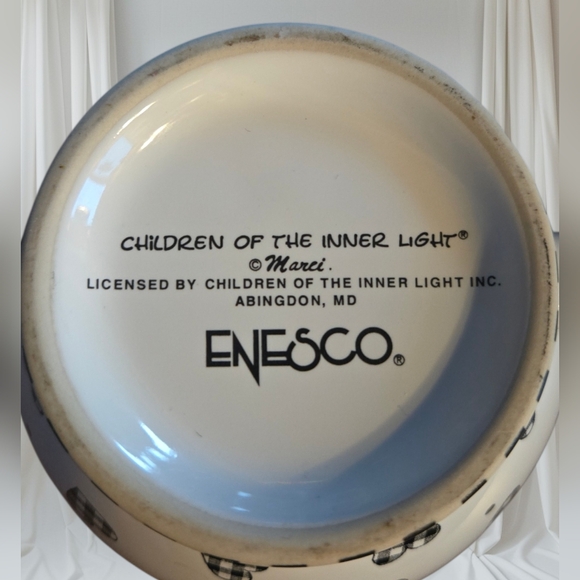 CHILDREN OF THE INNER LIGHT®
© Marci.
LICENSED BY CHILDREN OF THE INNER LIGHT INC.
ABINGDON, MD
ENESCO®